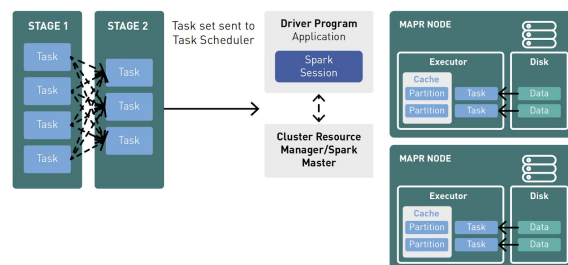 STAGE 1
Task
Task
Task
Task
STAGE 2
Task
Task
Task
Task set sent to
Task Scheduler
Driver Program
Application
Spark
Session
Cluster Resource
Manager/Spark
Master
MAPR NODE
Executor
Disk
Cache
Partition Task Data
Partition Task Data
MAPR NODE
Executor
Disk
Cache
Partition Task Data
Partition Task Data